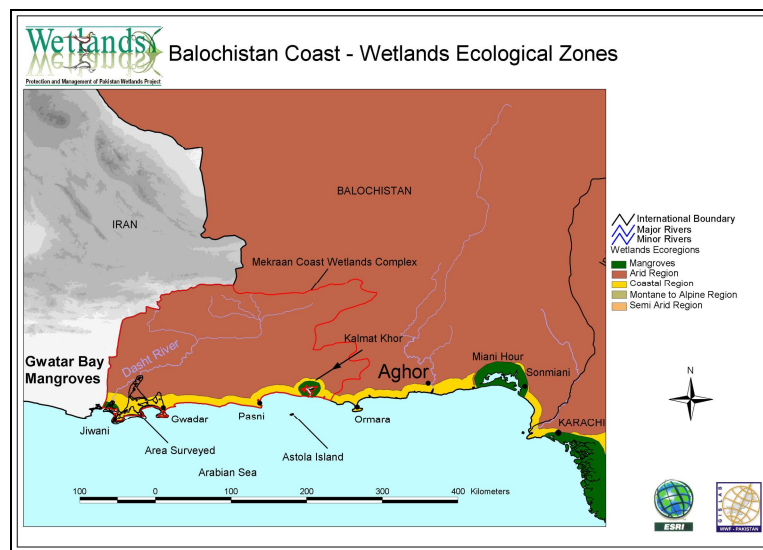 Wetlands
Protection and Management of Pakistan Wetlands Project
Balochistan Coast - Wetlands Ecological Zones
IRAN
BALOCHISTAN
Mekraan Coast Wetlands Complex
Kalmat Khor
Gwatar Bay
Mangroves
Dasht River
Aghor
Miani Hour
Sonmiani
KARACHI
Jiwani
Gwadar
Pasni
Ormara
Area Surveyed
Astola Island
Arabian Sea
100 0 100 200 300 400 Kilometers
International Boundary
Major Rivers
Minor Rivers
Wetlands Ecoregions
Mangroves
Arid Region
Coastal Region
Montane to Alpine Region
Semi Arid Region
N
ESRI
GIS LAB
WWF - PAKISTAN